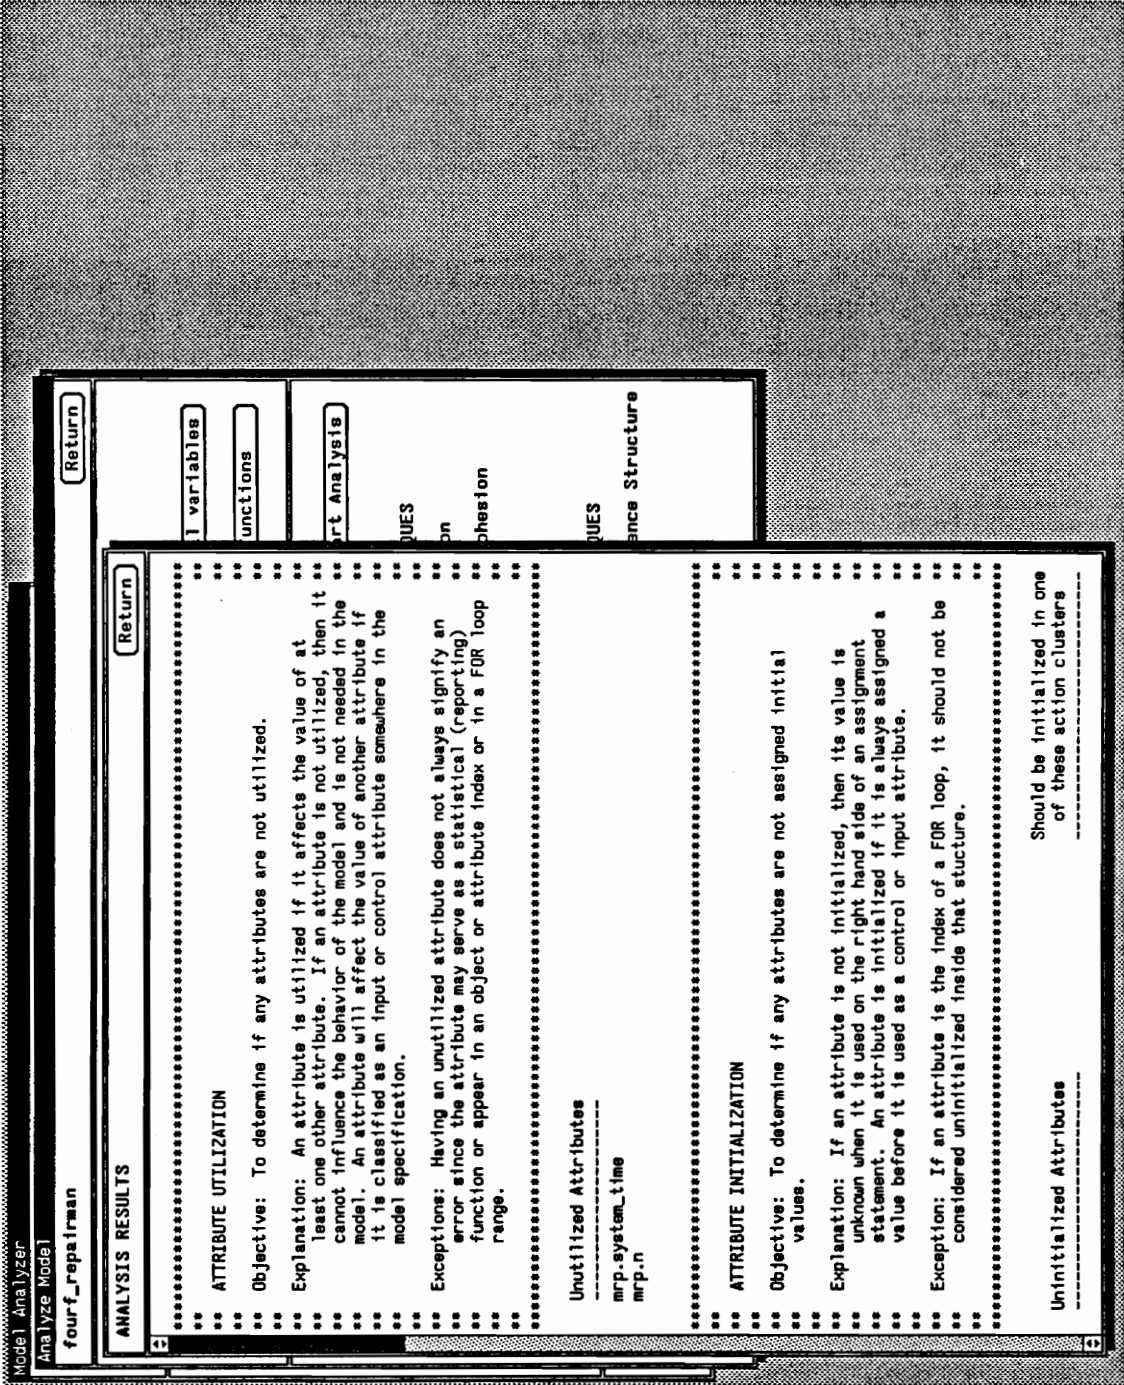 Model Analyzer
Analyze Model
fourf_repairman
Return
l variables
unctions
rt Analysis
QUES
on
ohesion
QUES
ence Structure
ANALYSIS RESULTS
Return
************************************************************************************
** **
** ATTRIBUTE UTILIZATION **
** **
** Objective: To determine if any attributes are not utilized. **
** **
** Explanation: An attribute is utilized if it affects the value of at **
** least one other attribute. If an attribute is not utilized, then it **
** cannot influence the behavior of the model and is not needed in the **
** model. An attribute will affect the value of another attribute if **
** it is classified as an input or control attribute somewhere in the **
** model specification. **
** **
** Exceptions: Having an unutilized attribute does not always signify an **
** error since the attribute may serve as a statistical (reporting) **
** function or appear in an object or attribute index or in a FOR loop **
** range. **
** **
************************************************************************************
Unutilized Attributes
---------------------
mrp.system_time
mrp.n
************************************************************************************
** **
** ATTRIBUTE INITIALIZATION **
** **
** Objective: To determine if any attributes are not assigned initial **
** values. **
** **
** Explanation: If an attribute is not initialized, then its value is **
** unknown when it is used on the right hand side of an assignment **
** statement. An attribute is initialized if it is always assigned a **
** value before it is used as a control or input attribute. **
** **
** Exception: If an attribute is the index of a FOR loop, it should not be **
** considered uninitialized inside that stucture. **
** **
************************************************************************************
Should be initialized in one
Uninitialized Attributes of these action clusters
------------------------ ----------------------------